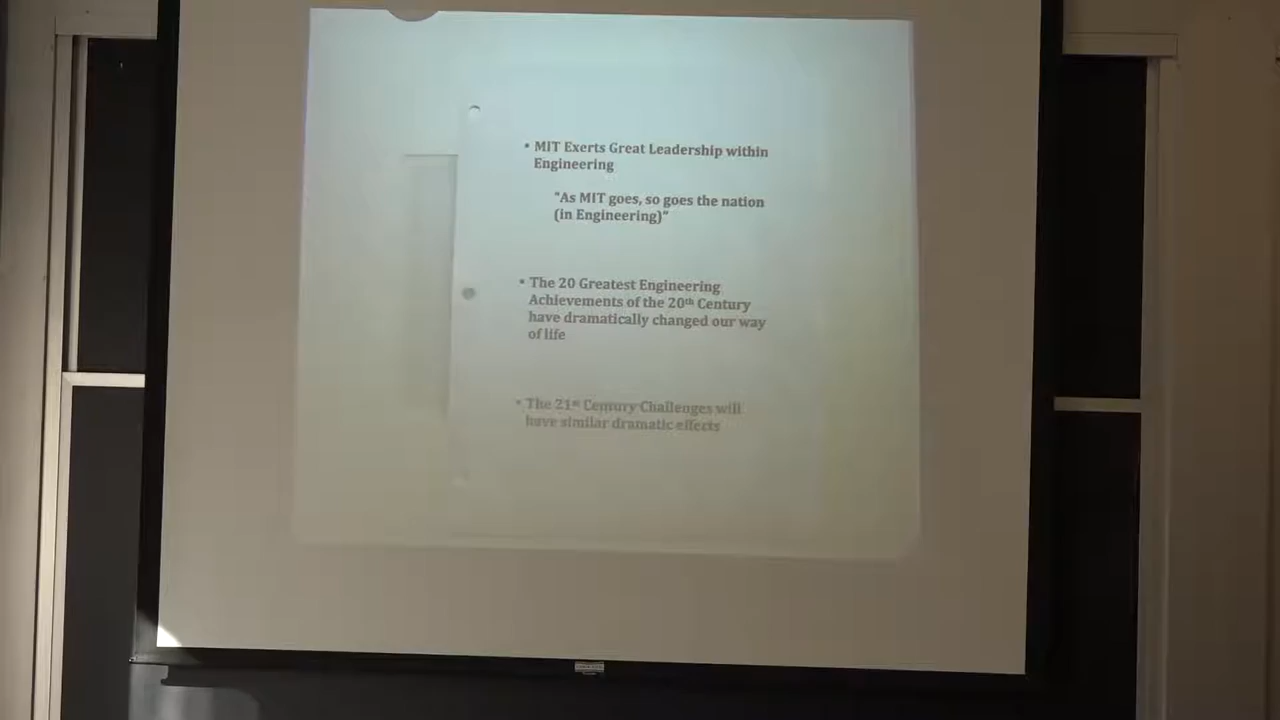 • MIT Exerts Great Leadership within
Engineering
"As MIT goes, so goes the nation
(in Engineering)"
• The 20 Greatest Engineering
Achievements of the 20th Century
have dramatically changed our way
of life
• The 21st Century Challenges will
have similar dramatic effects